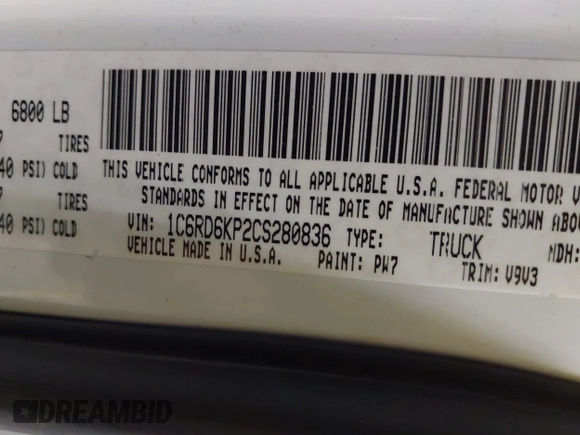 6800 LB
TIRES
40 PSI) COLD
TIRES
40 PSI) COLD
THIS VEHICLE CONFORMS TO ALL APPLICABLE U.S.A. FEDERAL MOTOR V
STANDARDS IN EFFECT ON THE DATE OF MANUFACTURE SHOWN ABO
VIN: 1C6RD6KP2CS280836 TYPE: TRUCK MDH:
VEHICLE MADE IN U.S.A. PAINT: PW7 TRIM: V9V3
DREAMBID